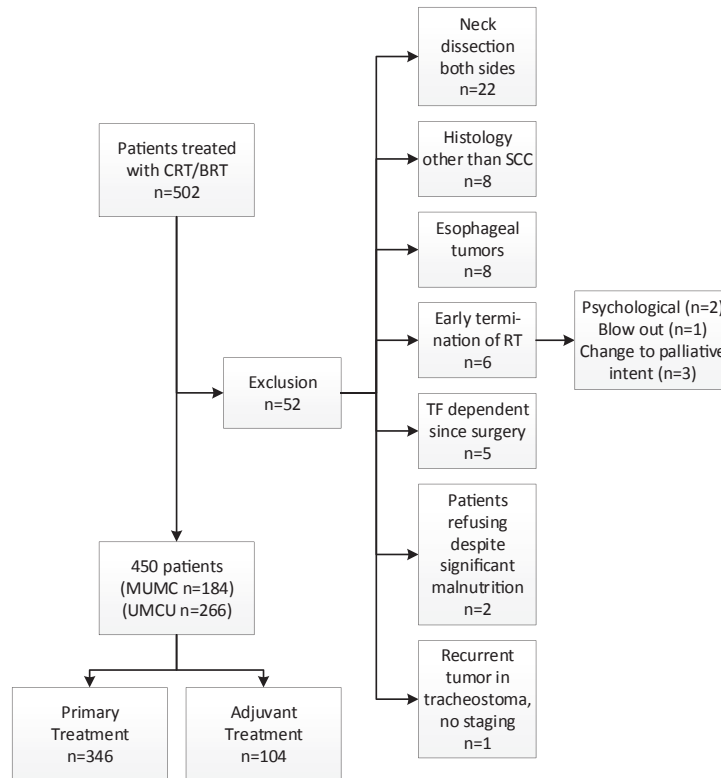 Patients treated
with CRT/BRT
n=502
Exclusion
n=52
Neck
dissection
both sides
n=22
Histology
other than SCC
n=8
Esophageal
tumors
n=8
Early termi-
nation of RT
n=6
Psychological (n=2)
Blow out (n=1)
Change to palliative
intent (n=3)
TF dependent
since surgery
n=5
Patients
refusing
despite
significant
malnutrition
n=2
Recurrent
tumor in
tracheostoma,
no staging
n=1
450 patients
(MUMC n=184)
(UMCU n=266)
Primary
Treatment
n=346
Adjuvant
Treatment
n=104